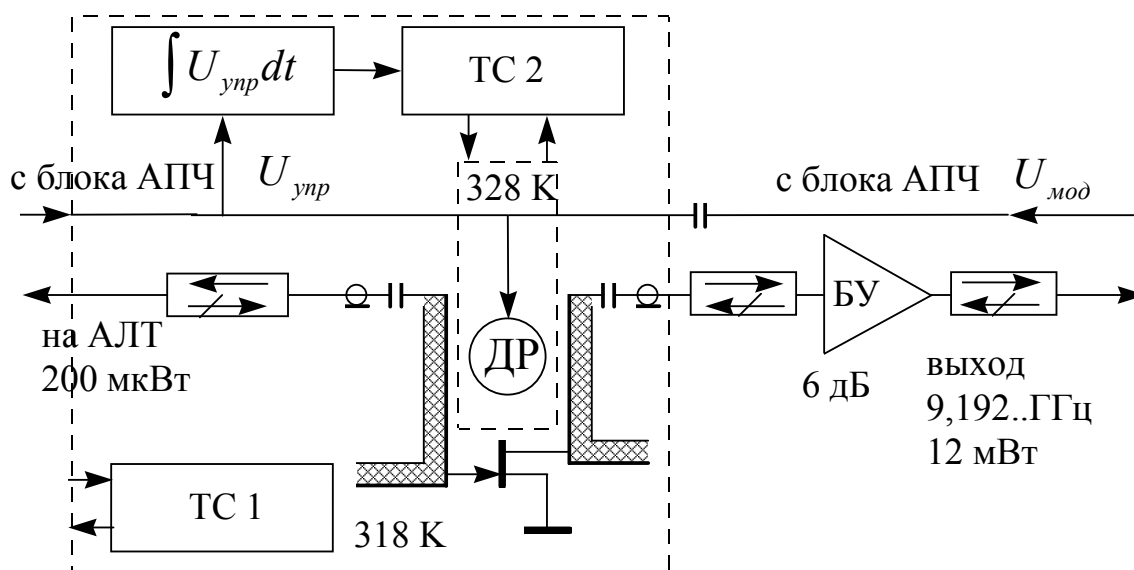 ∫ U упр dt
ТС 2
с блока АПЧ
U упр
328 К
с блока АПЧ
U мод
БУ
на АЛТ
200 мкВт
ДР
6 дБ
выход
9,192..ГГц
12 мВт
ТС 1
318 К